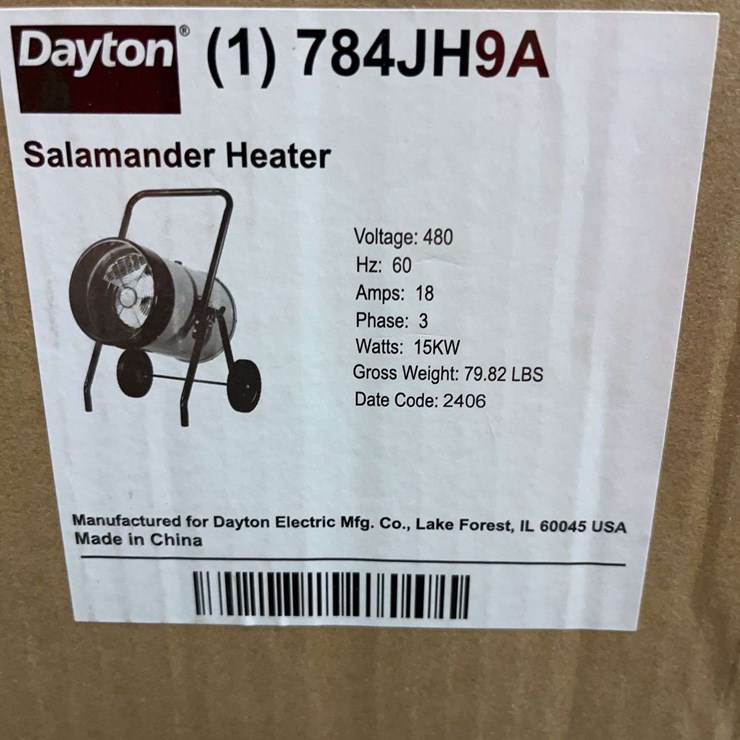 Dayton® (1) 784JH9A
Salamander Heater
Voltage: 480
Hz: 60
Amps: 18
Phase: 3
Watts: 15KW
Gross Weight: 79.82 LBS
Date Code: 2406
Manufactured for Dayton Electric Mfg. Co., Lake Forest, IL 60045 USA
Made in China